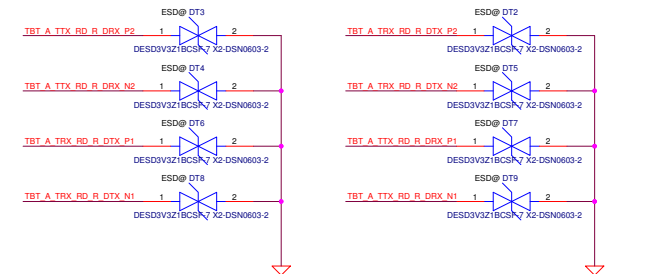 ESD@ DT3
TBT_A_TTX_RD_R_DRX_P2 1 2
DESD3V3Z1BCSF-7 X2-DSN0603-2
ESD@ DT4
TBT_A_TTX_RD_R_DRX_N2 1 2
DESD3V3Z1BCSF-7 X2-DSN0603-2
ESD@ DT6
TBT_A_TRX_RD_R_DTX_P1 1 2
DESD3V3Z1BCSF-7 X2-DSN0603-2
ESD@ DT8
TBT_A_TRX_RD_R_DTX_N1 1 2
DESD3V3Z1BCSF-7 X2-DSN0603-2
ESD@ DT2
TBT_A_TRX_RD_R_DTX_P2 1 2
DESD3V3Z1BCSF-7 X2-DSN0603-2
ESD@ DT5
TBT_A_TRX_RD_R_DTX_N2 1 2
DESD3V3Z1BCSF-7 X2-DSN0603-2
ESD@ DT7
TBT_A_TTX_RD_R_DRX_P1 1 2
DESD3V3Z1BCSF-7 X2-DSN0603-2
ESD@ DT9
TBT_A_TTX_RD_R_DRX_N1 1 2
DESD3V3Z1BCSF-7 X2-DSN0603-2